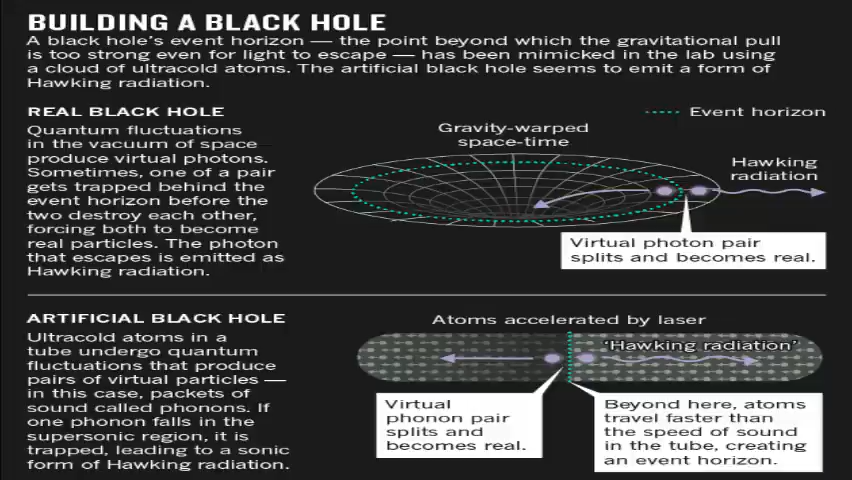 BUILDING A BLACK HOLE
A black hole's event horizon — the point beyond which the gravitational pull
is too strong even for light to escape — has been mimicked in the lab using
a cloud of ultracold atoms. The artificial black hole seems to emit a form of
Hawking radiation.
REAL BLACK HOLE
Quantum fluctuations
in the vacuum of space
produce virtual photons.
Sometimes, one of a pair
gets trapped behind the
event horizon before the
two destroy each other,
forcing both to become
real particles. The photon
that escapes is emitted as
Hawking radiation.
Event horizon
Gravity-warped
space-time
Hawking
radiation
Virtual photon pair
splits and becomes real.
ARTIFICIAL BLACK HOLE
Ultracold atoms in a
tube undergo quantum
fluctuations that produce
pairs of virtual particles —
in this case, packets of
sound called phonons. If
one phonon falls in the
supersonic region, it is
trapped, leading to a sonic
form of Hawking radiation.
Atoms accelerated by laser
'Hawking radiation'
Virtual
phonon pair
splits and
becomes real.
Beyond here, atoms
travel faster than
the speed of sound
in the tube, creating
an event horizon.